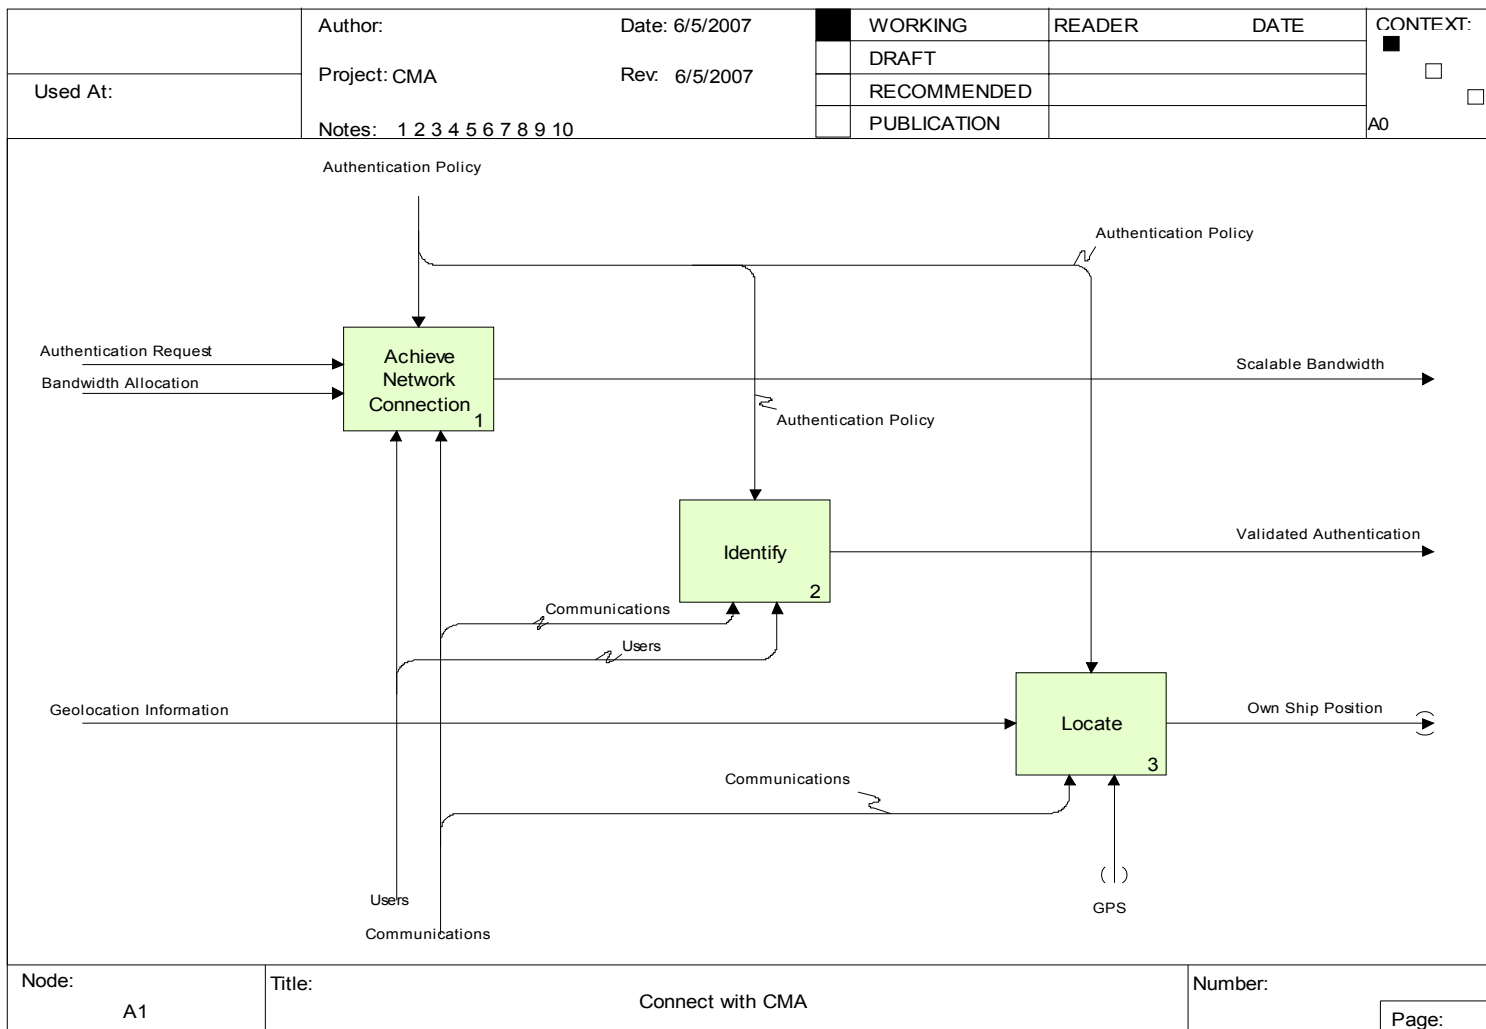 Author:
Date: 6/5/2007
WORKING
READER
DATE
CONTEXT:
DRAFT
Used At:
Project: CMA
Rev: 6/5/2007
RECOMMENDED
Notes: 1 2 3 4 5 6 7 8 9 10
PUBLICATION
A0
Authentication Policy
Authentication Policy
Authentication Request
Bandwidth Allocation
Achieve
Network
Connection
1
Scalable Bandwidth
Authentication Policy
Identify
2
Validated Authentication
Communications
Users
Geolocation Information
Locate
3
Own Ship Position
Communications
Users
Communications
GPS
Node:
A1
Title:
Connect with CMA
Number:
Page: